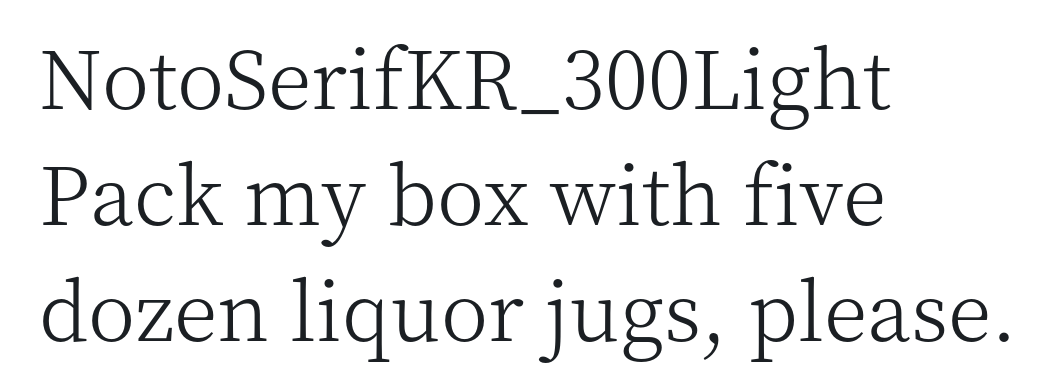 NotoSerifKR_300Light
Pack my box with five
dozen liquor jugs, please.